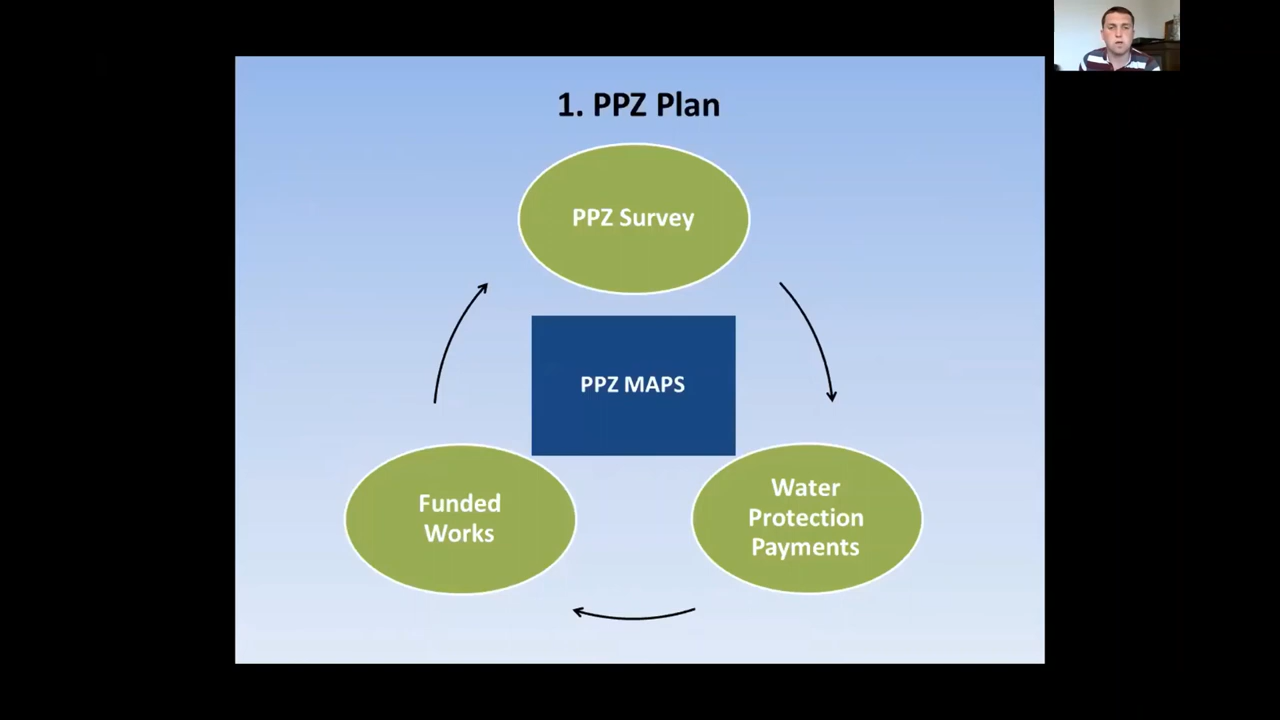 1. PPZ Plan
PPZ Survey
PPZ MAPS
Funded
Works
Water
Protection
Payments